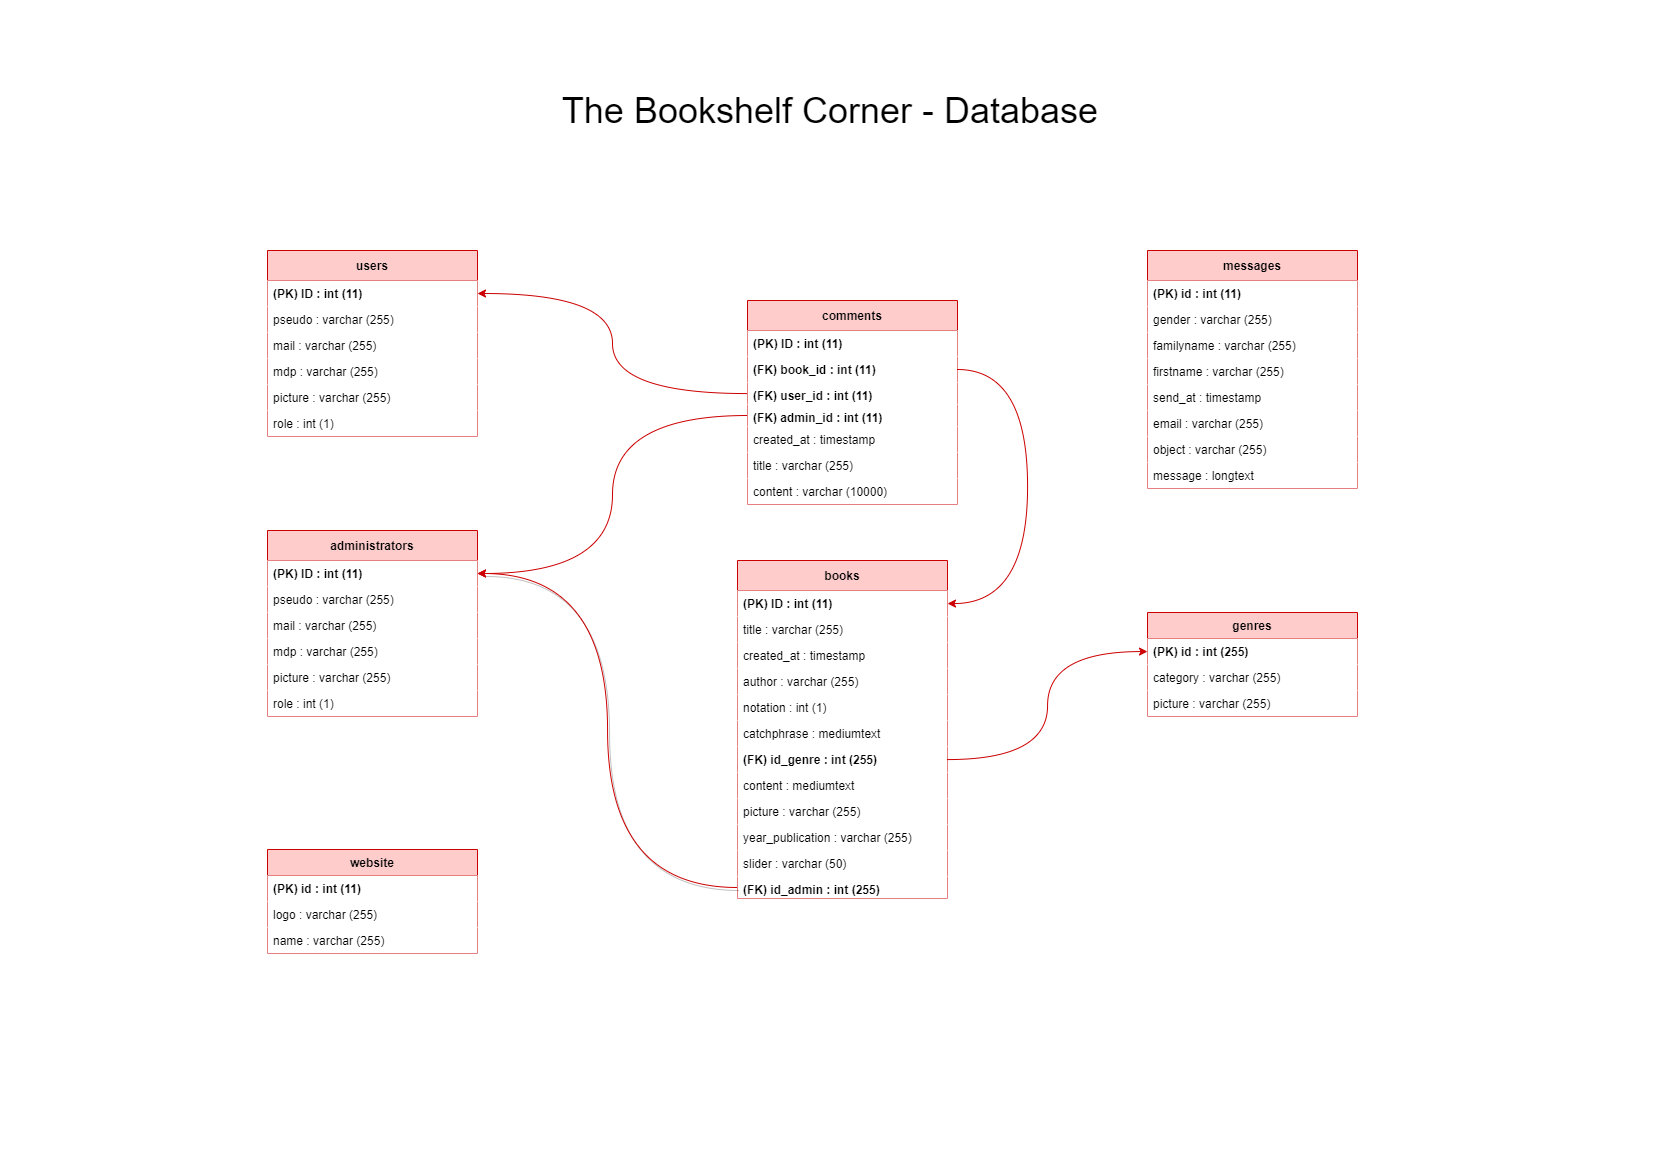 The Bookshelf Corner - Database
users
(PK) ID : int (11)
pseudo : varchar (255)
mail : varchar (255)
mdp : varchar (255)
picture : varchar (255)
role : int (1)
comments
(PK) ID : int (11)
(FK) book_id : int (11)
(FK) user_id : int (11)
(FK) admin_id : int (11)
created_at : timestamp
title : varchar (255)
content : varchar (10000)
messages
(PK) id : int (11)
gender : varchar (255)
familyname : varchar (255)
firstname : varchar (255)
send_at : timestamp
email : varchar (255)
object : varchar (255)
message : longtext
administrators
(PK) ID : int (11)
pseudo : varchar (255)
mail : varchar (255)
mdp : varchar (255)
picture : varchar (255)
role : int (1)
books
(PK) ID : int (11)
title : varchar (255)
created_at : timestamp
author : varchar (255)
notation : int (1)
catchphrase : mediumtext
(FK) id_genre : int (255)
content : mediumtext
picture : varchar (255)
year_publication : varchar (255)
slider : varchar (50)
(FK) id_admin : int (255)
genres
(PK) id : int (255)
category : varchar (255)
picture : varchar (255)
website
(PK) id : int (11)
logo : varchar (255)
name : varchar (255)